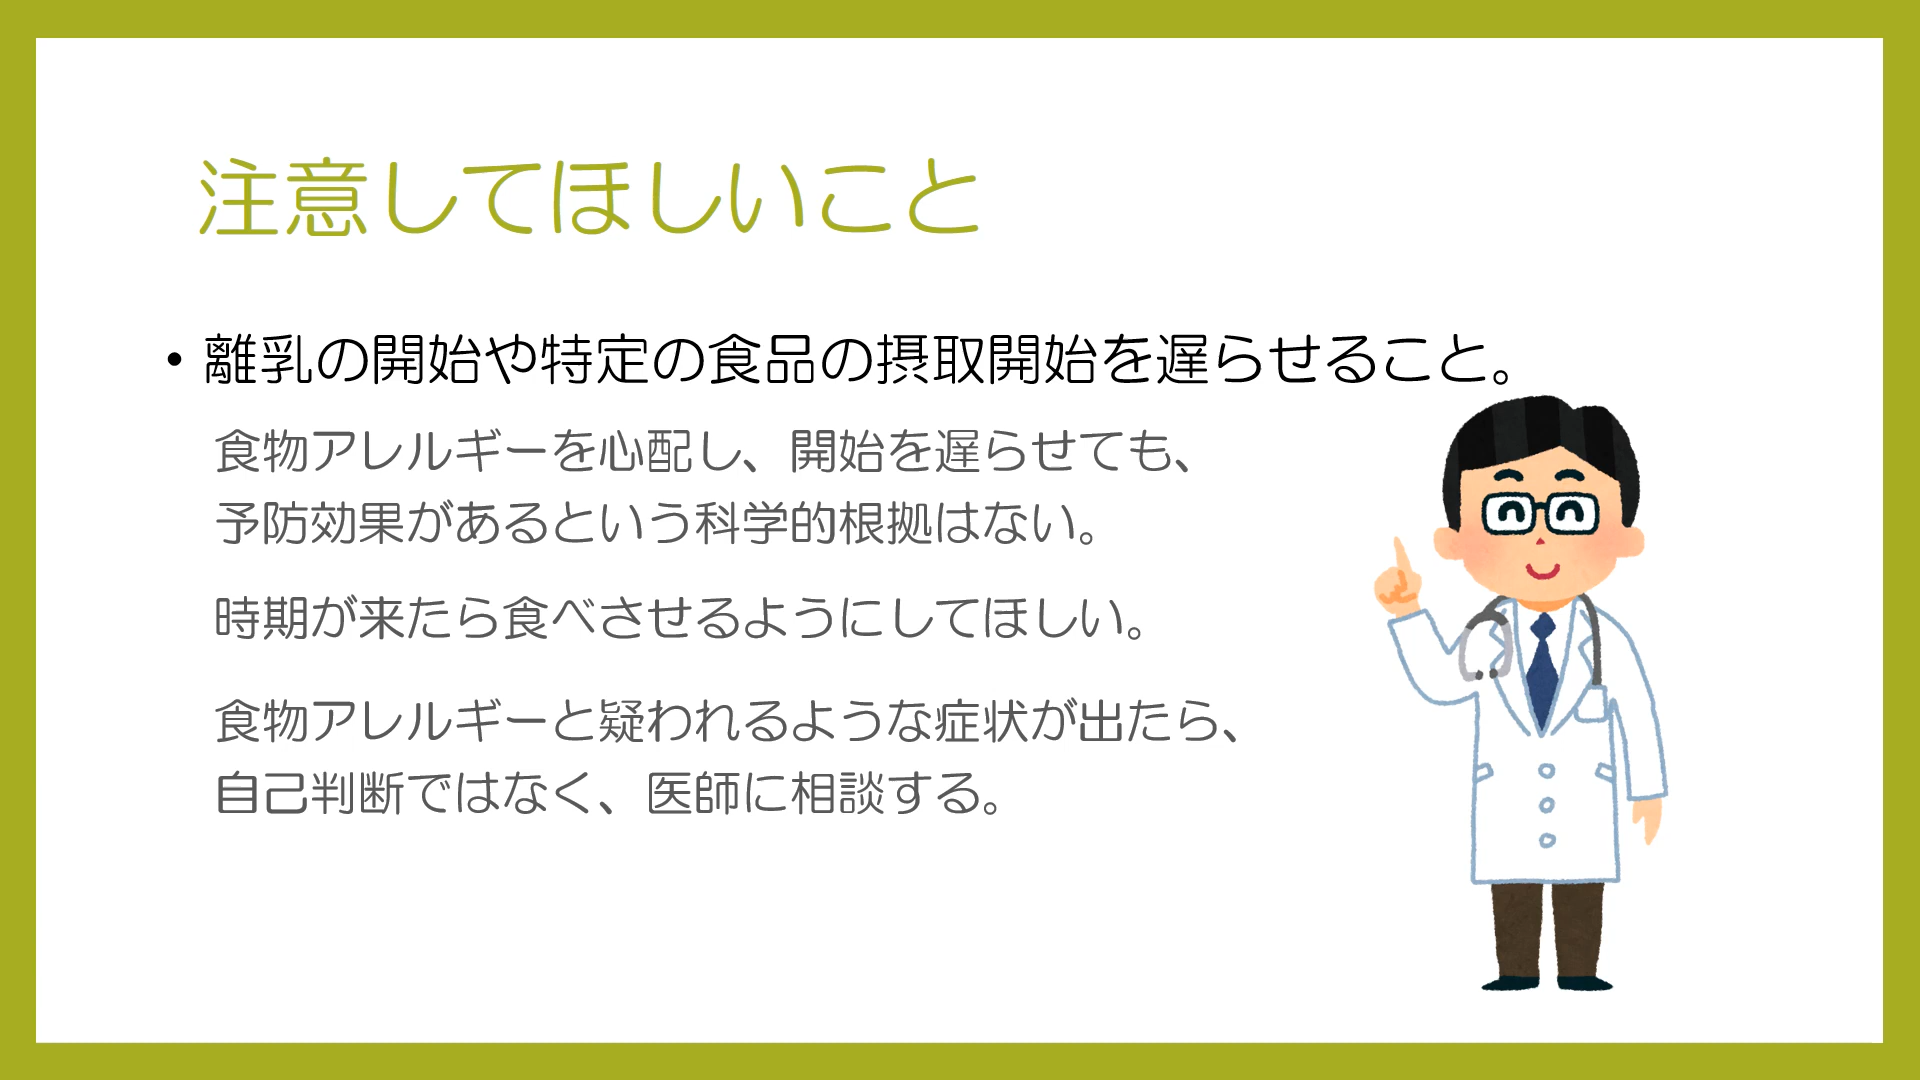 注意してほしいこと
• 離乳の開始や特定の食品の摂取開始を遅らせること。
食物アレルギーを心配し、開始を遅らせても、
予防効果があるという科学的根拠はない。
時期が来たら食べさせるようにしてほしい。
食物アレルギーと疑われるような症状が出たら、
自己判断ではなく、医師に相談する。